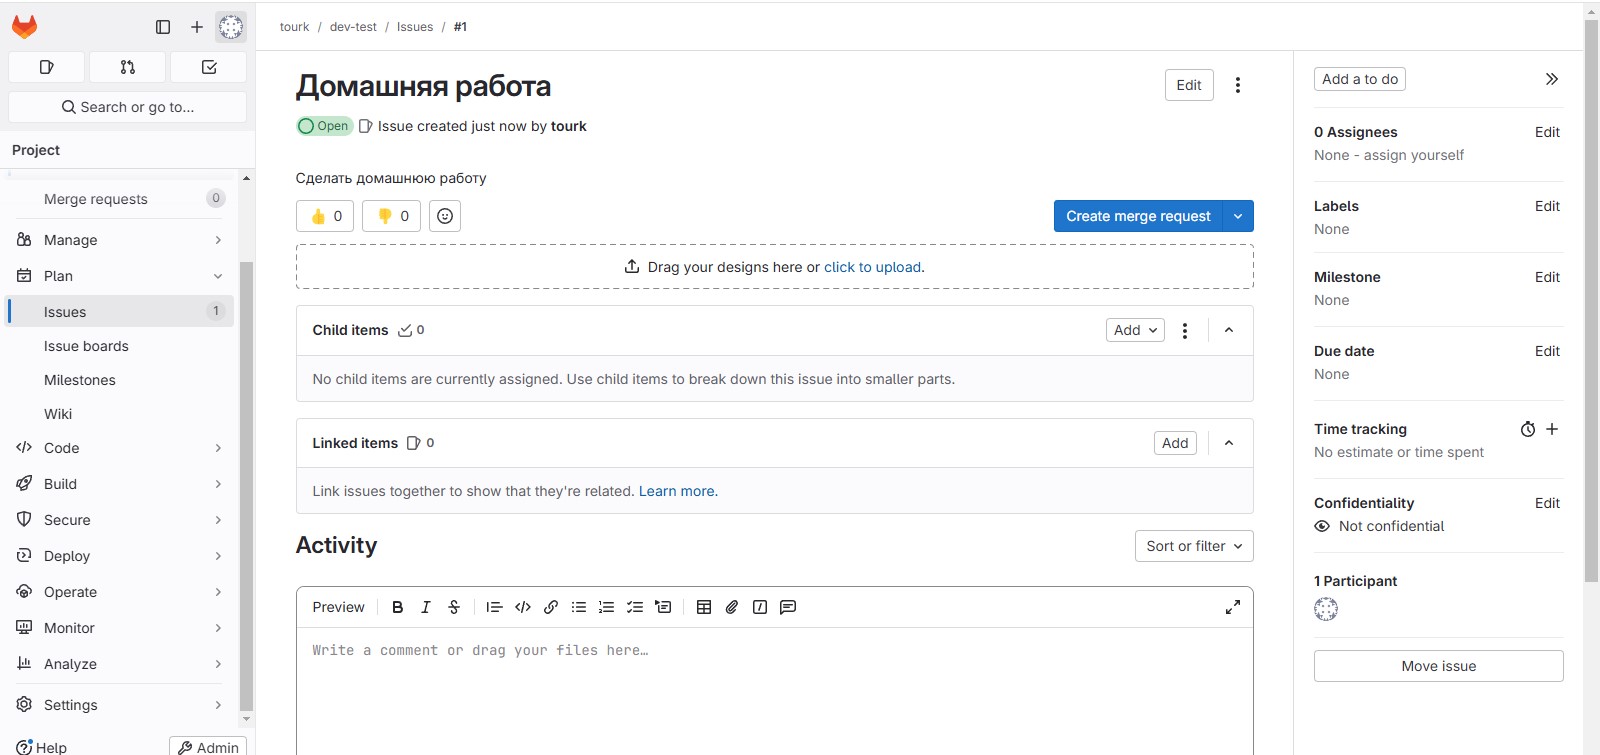 tourk / dev-test / Issues / #1
Search or go to...
Project
Merge requests 0
Manage
Plan
Issues 1
Issue boards
Milestones
Wiki
Code
Build
Secure
Deploy
Operate
Monitor
Analyze
Settings
Help
Admin
Домашняя работа
Edit
Open Issue created just now by tourk
Сделать домашнюю работу
0 0
Create merge request
Drag your designs here or click to upload.
Child items 0
Add
No child items are currently assigned. Use child items to break down this issue into smaller parts.
Linked items 0
Add
Link issues together to show that they're related. Learn more.
Activity
Sort or filter
Preview B I S
Write a comment or drag your files here…
Add a to do
0 Assignees Edit
None - assign yourself
Labels Edit
None
Milestone Edit
None
Due date Edit
None
Time tracking
No estimate or time spent
Confidentiality Edit
Not confidential
1 Participant
Move issue